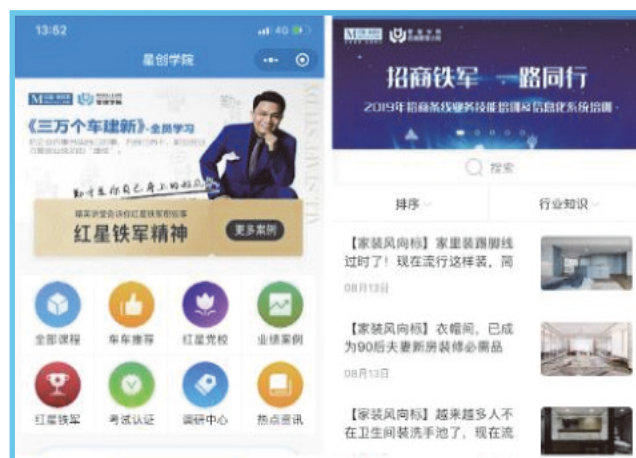 13:52
4G
星创学院
《三万个车建新》-全员学习
ALL STAFF STUDY
红星铁军精神
更多案例
全部课程
车车推荐
红星党校
业绩案例
红星铁军
考试认证
调研中心
热点资讯
招商铁军 一路同行
2019年招商条线业务技能培训及信息化系统培训
搜索
排序
行业知识
【家装风向标】家里装踢脚线
过时了！现在流行这样装，简
08月13日
【家装风向标】衣帽间，已成
为90后夫妻新房装修必需品
08月13日
【家装风向标】越来越多人不
在卫生间装洗手池了，现在流